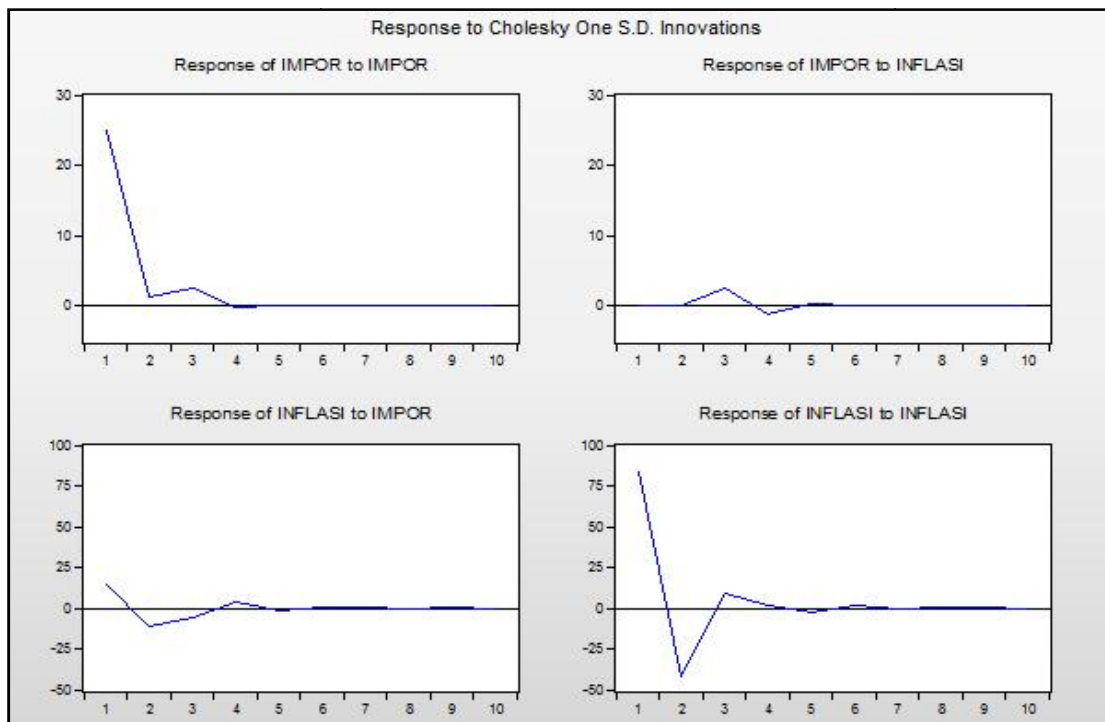 Response to Cholesky One S.D. Innovations
Response of IMPOR to IMPOR
30
20
10
0
1 2 3 4 5 6 7 8 9 10
Response of IMPOR to INFLASI
30
20
10
0
1 2 3 4 5 6 7 8 9 10
Response of INFLASI to IMPOR
100
75
50
25
0
-25
-50
1 2 3 4 5 6 7 8 9 10
Response of INFLASI to INFLASI
100
75
50
25
0
-25
-50
1 2 3 4 5 6 7 8 9 10